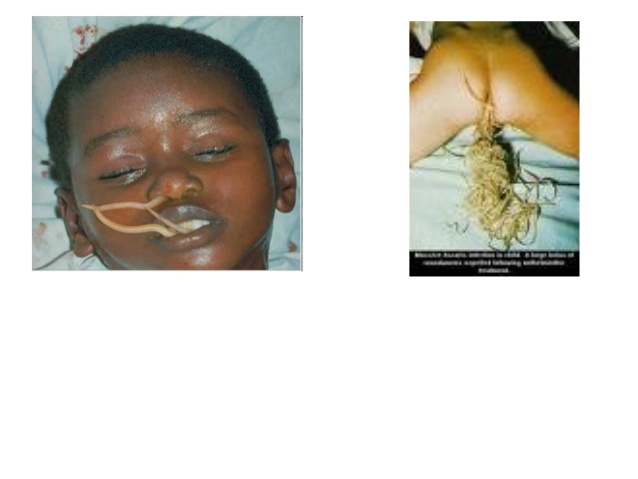 Massive Ascaris infection in child. A large bolus of
roundworms expelled following anthelminthic
treatment.